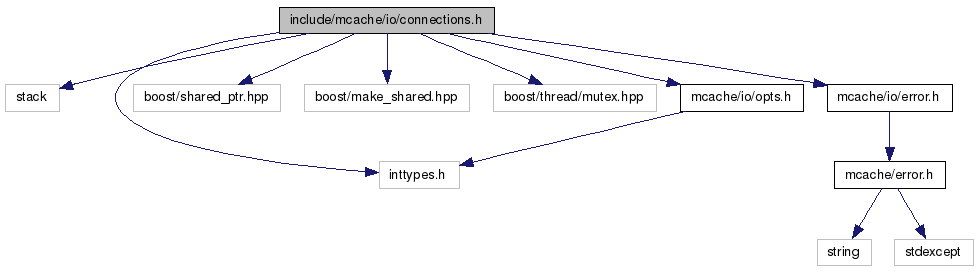 include/mcache/io/connections.h
stack
boost/shared_ptr.hpp
boost/make_shared.hpp
boost/thread/mutex.hpp
mcache/io/opts.h
mcache/io/error.h
inttypes.h
mcache/error.h
string
stdexcept